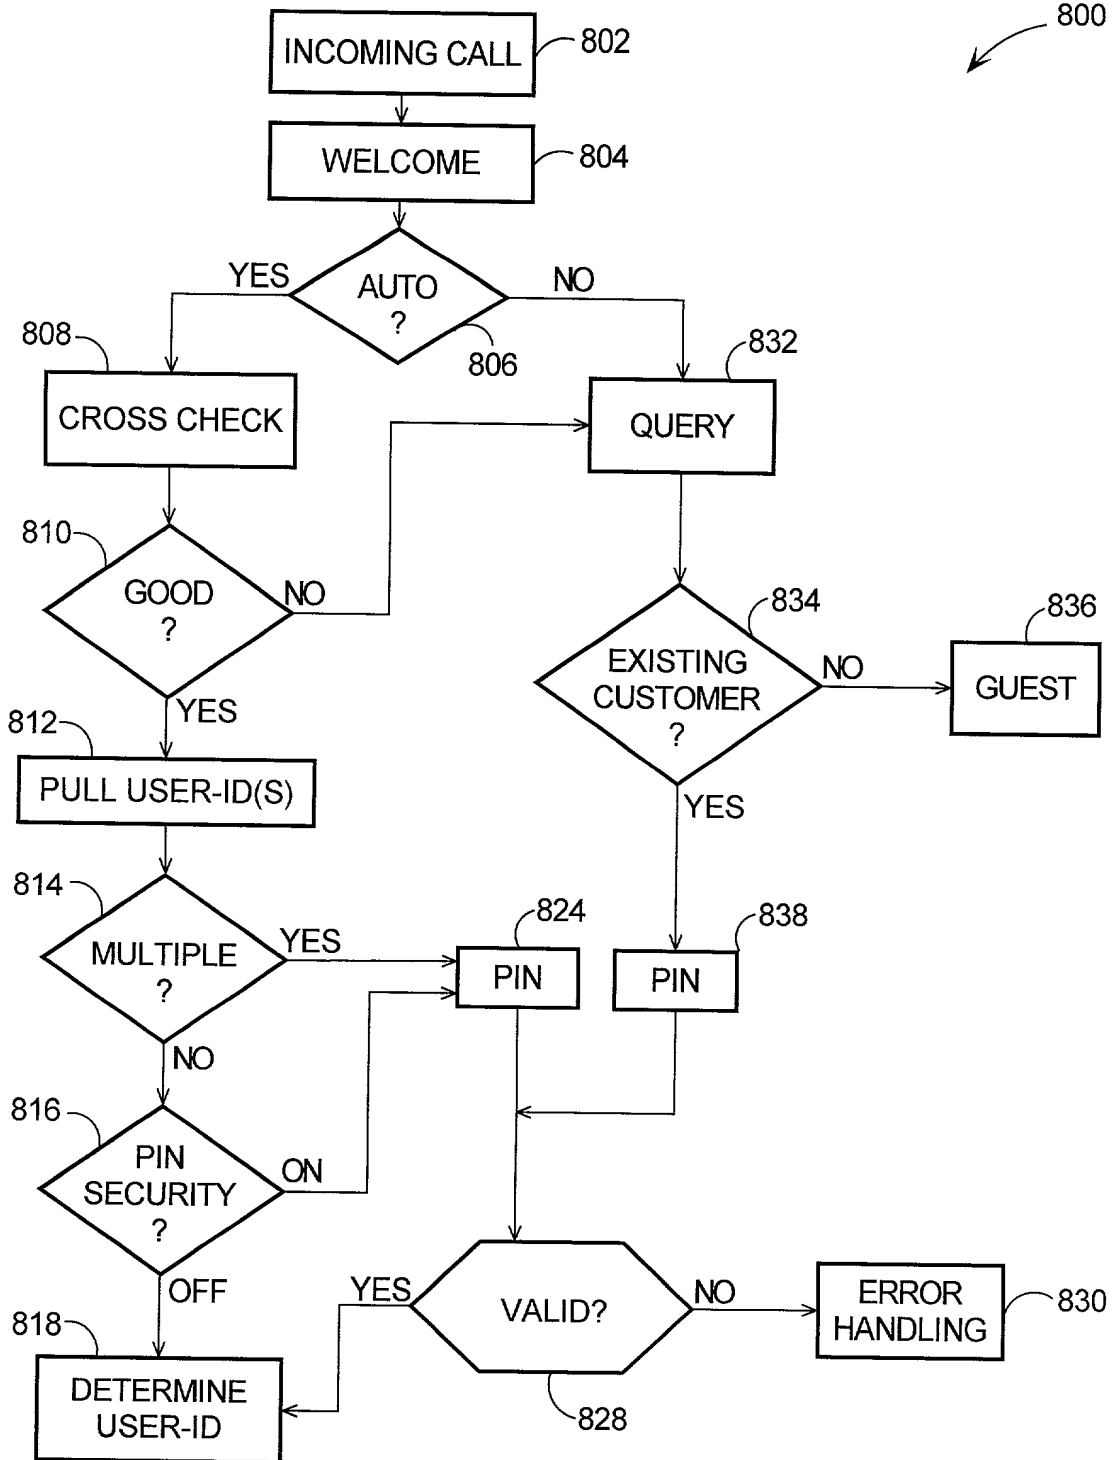 800
INCOMING CALL
802
WELCOME
804
YES
AUTO
?
NO
806
808
CROSS CHECK
832
QUERY
810
GOOD
?
NO
YES
834
EXISTING
CUSTOMER
?
NO
836
GUEST
YES
812
PULL USER-ID(S)
814
MULTIPLE
?
YES
NO
824
PIN
838
PIN
816
PIN
SECURITY
?
ON
OFF
YES
VALID?
NO
828
ERROR
HANDLING
830
818
DETERMINE
USER-ID